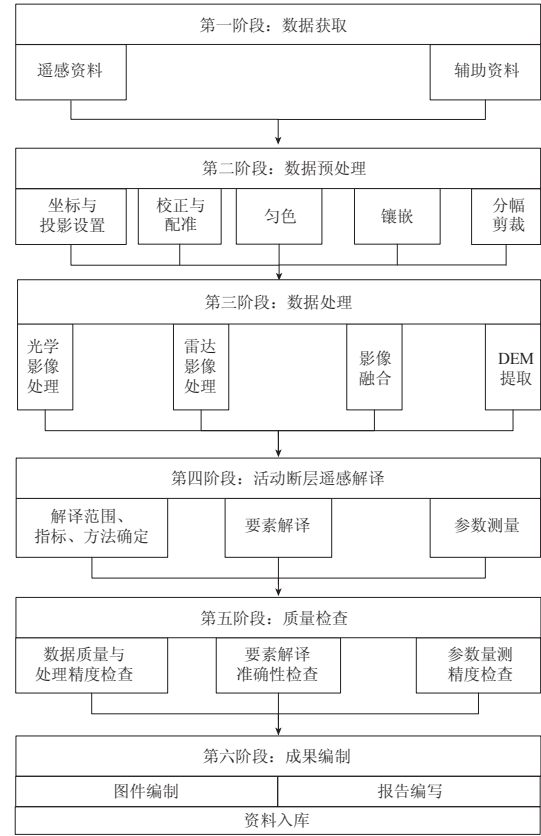 第一阶段：数据获取
遥感资料
辅助资料
第二阶段：数据预处理
坐标与
投影设置
校正与
配准
匀色
镶嵌
分幅
剪裁
第三阶段：数据处理
光学
影像
处理
雷达
影像
处理
影像
融合
DEM
提取
第四阶段：活动断层遥感解译
解译范围、
指标、方法确定
要素解译
参数测量
第五阶段：质量检查
数据质量与
处理精度检查
要素解译
准确性检查
参数量测
精度检查
第六阶段：成果编制
图件编制
报告编写
资料入库